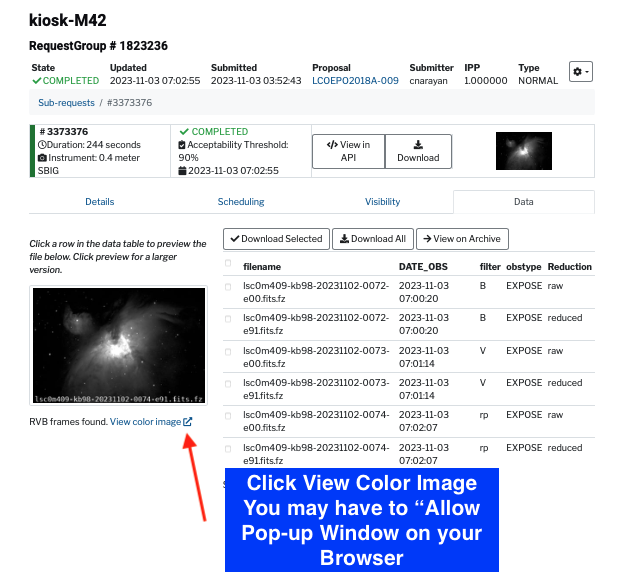 kiosk-M42
RequestGroup # 1823236
State Updated Submitted Proposal Submitter IPP Type
COMPLETED 2023-11-03 07:02:55 2023-11-03 03:52:43 LCOEPO2018A-009 cnarayan 1.000000 NORMAL
Sub-requests / #3373376
# 3373376
Duration: 244 seconds
Instrument: 0.4 meter
SBIG
COMPLETED
Acceptability Threshold:
90%
2023-11-03 07:02:55
View in
API
Download
Details Scheduling Visibility Data
Click a row in the data table to preview the
file below. Click preview for a larger
version.
lsc0m409-kb98-20231102-0074-e91.fits.fz
RVB frames found. View color image
Download Selected Download All View on Archive
filename DATE_OBS filter obstype Reduction
lsc0m409-kb98-20231102-0072- 2023-11-03 B EXPOSE raw
e00.fits.fz 07:00:20
lsc0m409-kb98-20231102-0072- 2023-11-03 B EXPOSE reduced
e91.fits.fz 07:00:20
lsc0m409-kb98-20231102-0073- 2023-11-03 V EXPOSE raw
e00.fits.fz 07:01:14
lsc0m409-kb98-20231102-0073- 2023-11-03 V EXPOSE reduced
e91.fits.fz 07:01:14
lsc0m409-kb98-20231102-0074- 2023-11-03 rp EXPOSE raw
e00.fits.fz 07:02:07
lsc0m409-kb98-20231102-0074- 2023-11-03 rp EXPOSE reduced
e91.fits.fz 07:02:07
Click View Color Image
You may have to “Allow
Pop-up Window on your
Browser